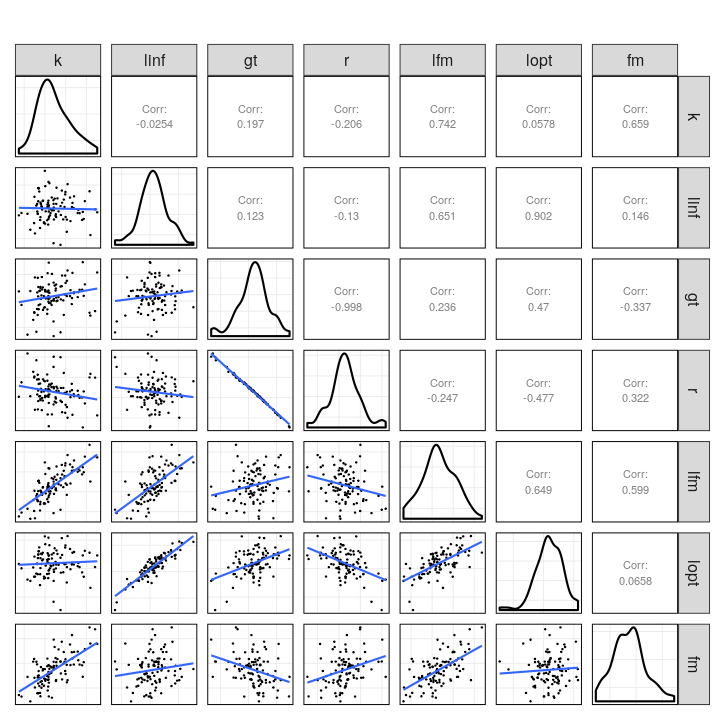 k linf gt r lfm lopt fm
Corr: Corr: Corr: Corr: Corr: Corr:
-0.0254 0.197 -0.206 0.742 0.0578 0.659
k
Corr: Corr: Corr: Corr: Corr:
0.123 -0.13 0.651 0.902 0.146
linf
Corr: Corr: Corr: Corr:
-0.998 0.236 0.47 -0.337
gt
Corr: Corr: Corr:
-0.247 -0.477 0.322
r
Corr: Corr:
0.649 0.599
lfm
Corr:
0.0658
lopt
fm